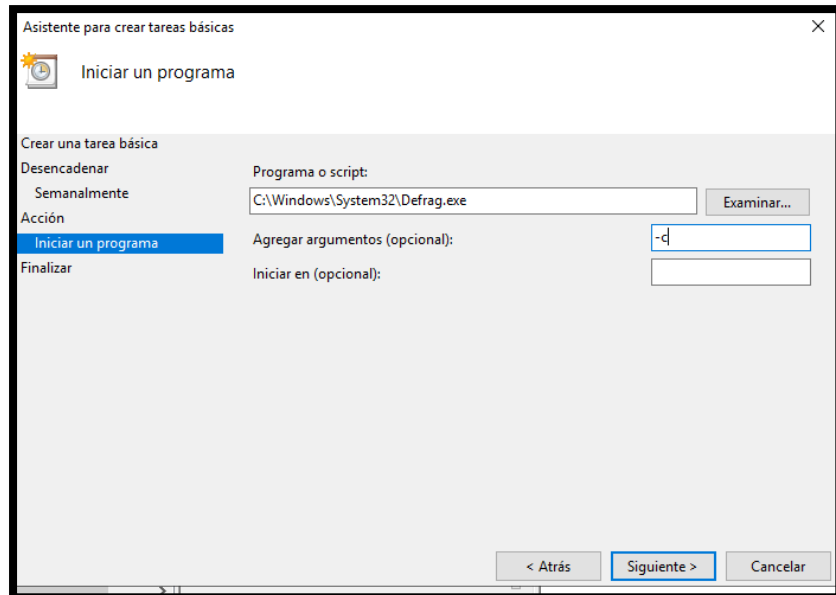 Asistente para crear tareas básicas
Iniciar un programa
Crear una tarea básica
Desencadenar
Semanalmente
Acción
Iniciar un programa
Finalizar
Programa o script:
C:\Windows\System32\Defrag.exe
Examinar...
Agregar argumentos (opcional):
-c
Iniciar en (opcional):
< Atrás
Siguiente >
Cancelar